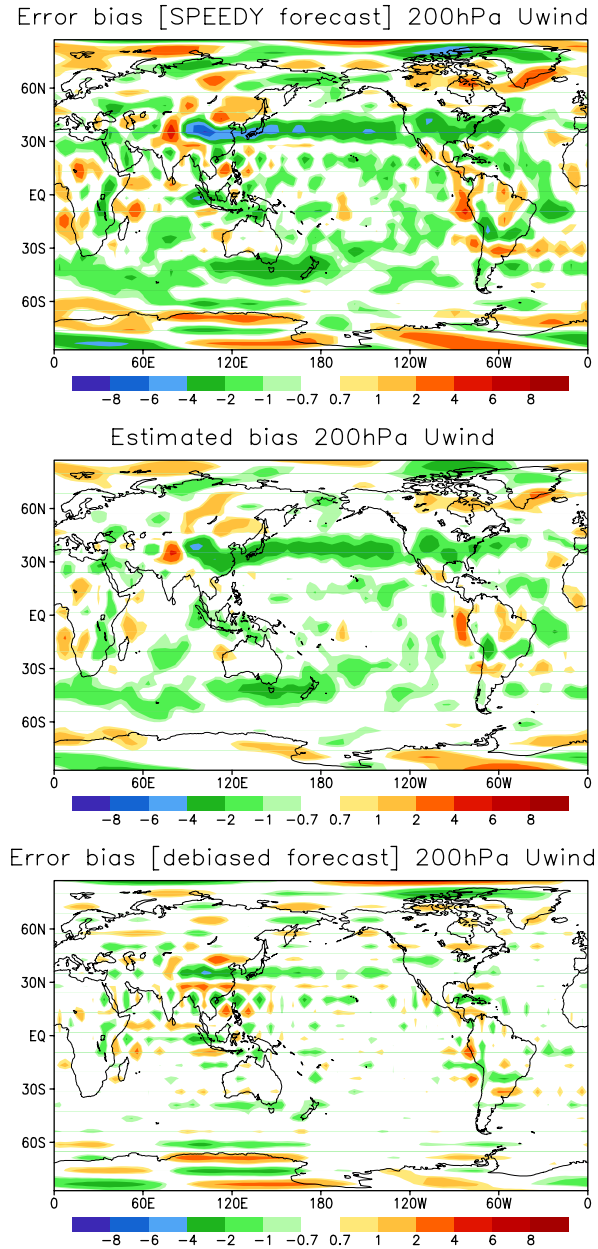 Error bias [SPEEDY forecast] 200hPa Uwind
60N
30N
EQ
30S
60S
0 60E 120E 180 120W 60W 0
-8 -6 -4 -2 -1 -0.7 0.7 1 2 4 6 8
Estimated bias 200hPa Uwind
60N
30N
EQ
30S
60S
0 60E 120E 180 120W 60W 0
-8 -6 -4 -2 -1 -0.7 0.7 1 2 4 6 8
Error bias [debiased forecast] 200hPa Uwind
60N
30N
EQ
30S
60S
0 60E 120E 180 120W 60W 0
-8 -6 -4 -2 -1 -0.7 0.7 1 2 4 6 8